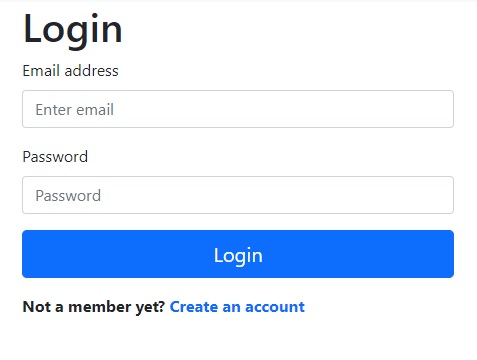 Login
Email address
Enter email
Password
Password
Login
Not a member yet? Create an account